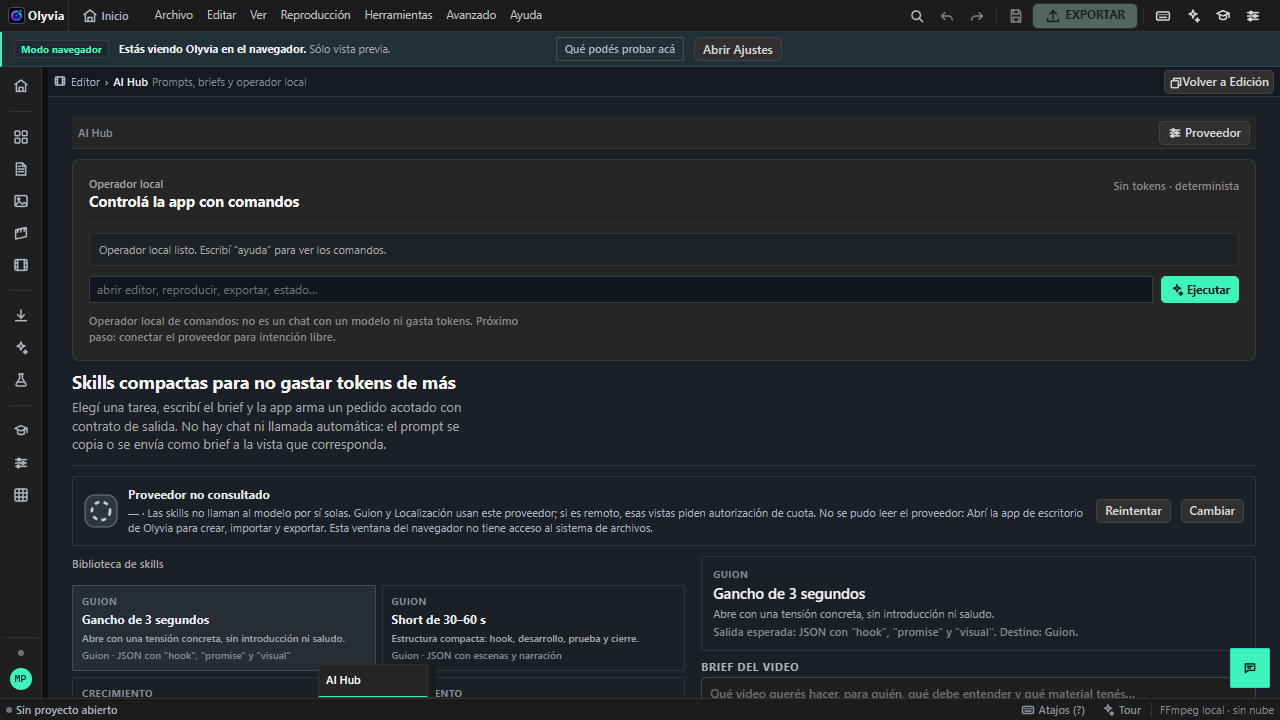 Olyvia
Inicio
Archivo Editar Ver Reproducción Herramientas Avanzado Ayuda
EXPORTAR
Modo navegador Estás viendo Olyvia en el navegador. Sólo vista previa.
Qué podés probar acá
Abrir Ajustes
Editor › AI Hub Prompts, briefs y operador local
Volver a Edición
AI Hub
Proveedor
Operador local
Controlá la app con comandos
Sin tokens · determinista
Operador local listo. Escribí “ayuda” para ver los comandos.
abrir editor, reproducir, exportar, estado...
Ejecutar
Operador local de comandos: no es un chat con un modelo ni gasta tokens. Próximo
paso: conectar el proveedor para intención libre.
Skills compactas para no gastar tokens de más
Elegí una tarea, escribí el brief y la app arma un pedido acotado con
contrato de salida. No hay chat ni llamada automática: el prompt se
copia o se envía como brief a la vista que corresponda.
Proveedor no consultado
— · Las skills no llaman al modelo por sí solas. Guion y Localización usan este proveedor; si es remoto, esas vistas piden autorización de cuota. No se pudo leer el proveedor: Abrí la app de escritorio
de Olyvia para crear, importar y exportar. Esta ventana del navegador no tiene acceso al sistema de archivos.
Reintentar
Cambiar
Biblioteca de skills
GUION
Gancho de 3 segundos
Abre con una tensión concreta, sin introducción ni saludo.
Guion · JSON con "hook", "promise" y "visual"
GUION
Short de 30–60 s
Estructura compacta: hook, desarrollo, prueba y cierre.
Guion · JSON con escenas y narración
CRECIMIENTO
AI Hub
ENTO
GUION
Gancho de 3 segundos
Abre con una tensión concreta, sin introducción ni saludo.
Salida esperada: JSON con "hook", "promise" y "visual". Destino: Guion.
BRIEF DEL VIDEO
Qué video querés hacer, para quién, qué debe entender y qué material tenés...
MP
Sin proyecto abierto
Atajos (?)
Tour
FFmpeg local · sin nube